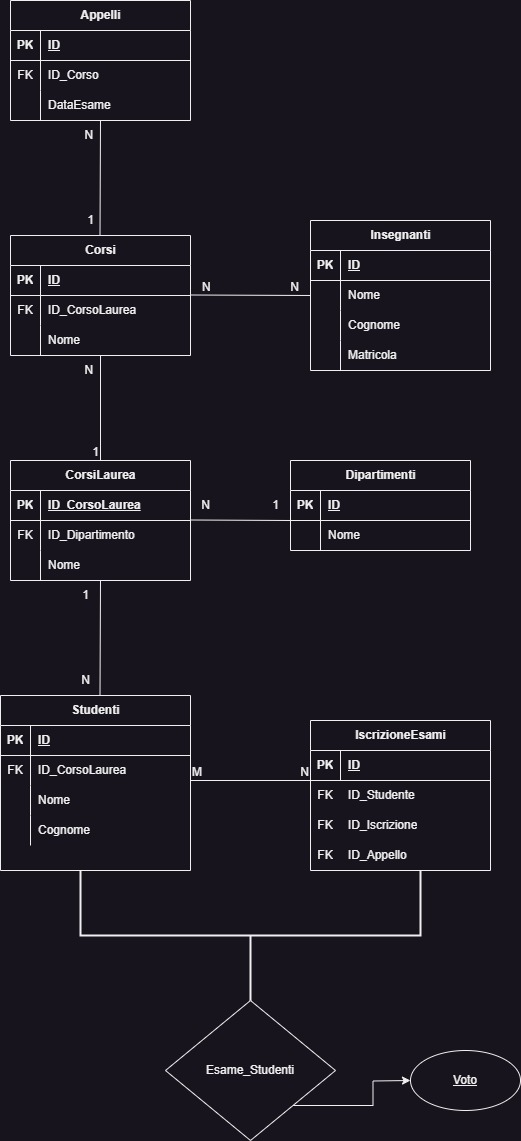 Appelli
PK ID
FK ID_Corso
DataEsame
N
1
Corsi
PK ID
FK ID_CorsoLaurea
Nome
N N
Insegnanti
PK ID
Nome
Cognome
Matricola
N
1
CorsiLaurea
PK ID_CorsoLaurea
FK ID_Dipartimento
Nome
N 1
Dipartimenti
PK ID
Nome
1
N
Studenti
PK ID
FK ID_CorsoLaurea
Nome
Cognome
M N
IscrizioneEsami
PK ID
FK ID_Studente
FK ID_Iscrizione
FK ID_Appello
Esame_Studenti
Voto